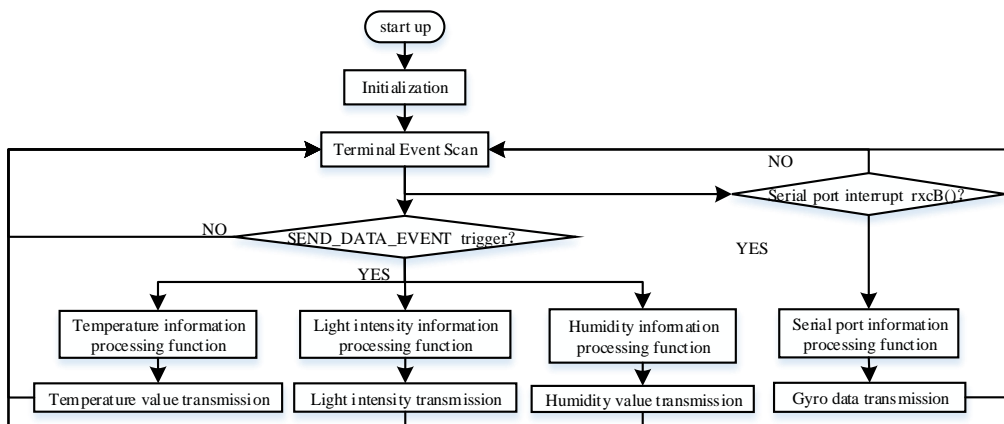 start up
Initialization
Terminal Event Scan
NO
Serial port interrupt rxcB()?
NO
SEND_DATA_EVENT trigger?
YES
YES
Temperature information
processing function
Light intensity information
processing function
Humidity information
processing function
Serial port information
processing function
Temperature value transmission
Light intensity transmission
Humidity value transmission
Gyro data transmission